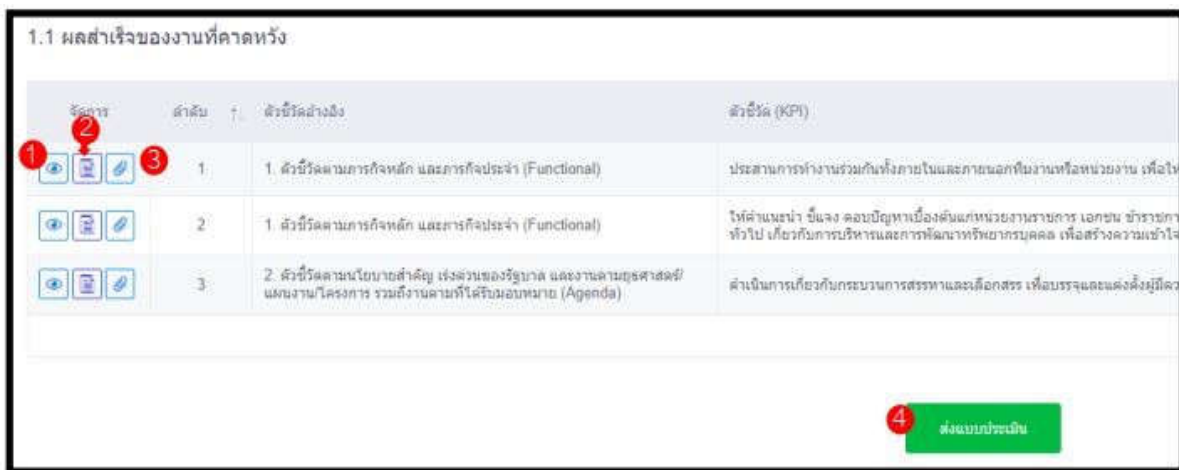 1.1 ผลสำเร็จของงานที่คาดหวัง
จัดการ ลำดับ ตัวชี้วัดอ้างอิง ตัวชี้วัด (KPI)
2
1 3 1 1. ตัวชี้วัดตามภารกิจหลัก และภารกิจประจำ (Functional) ประสานการทำงานร่วมกันทั้งภายในและภายนอกทีมงานหรือหน่วยงาน เพื่อให้
2 1. ตัวชี้วัดตามภารกิจหลัก และภารกิจประจำ (Functional) ให้คำแนะนำ ชี้แจง ตอบปัญหาเบื้องต้นแก่หน่วยงานราชการ เอกชน ข้าราชการ
ทั่วไป เกี่ยวกับการบริหารและการพัฒนาทรัพยากรบุคคล เพื่อสร้างความเข้าใจ
3 2. ตัวชี้วัดตามนโยบายสำคัญ เร่งด่วนของรัฐบาล และงานตามยุธศาสตร์/
แผนงาน/โครงการ รวมถึงงานตามที่ได้รับมอบหมาย (Agenda) ดำเนินการเกี่ยวกับกระบวนการสรรหาและเลือกสรร เพื่อบรรจุและแต่งตั้งผู้มีคว
4 ส่งแบบประเมิน